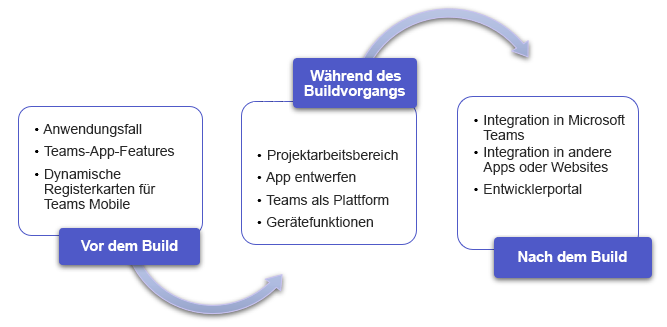 • Anwendungsfall
• Teams-App-Features
• Dynamische
Registerkarten für
Teams Mobile
Vor dem Build
Während des
Buildvorgangs
• Projektarbeitsbereich
• App entwerfen
• Teams als Plattform
• Gerätefunktionen
• Integration in Microsoft
Teams
• Integration in andere
Apps oder Websites
• Entwicklerportal
Nach dem Build